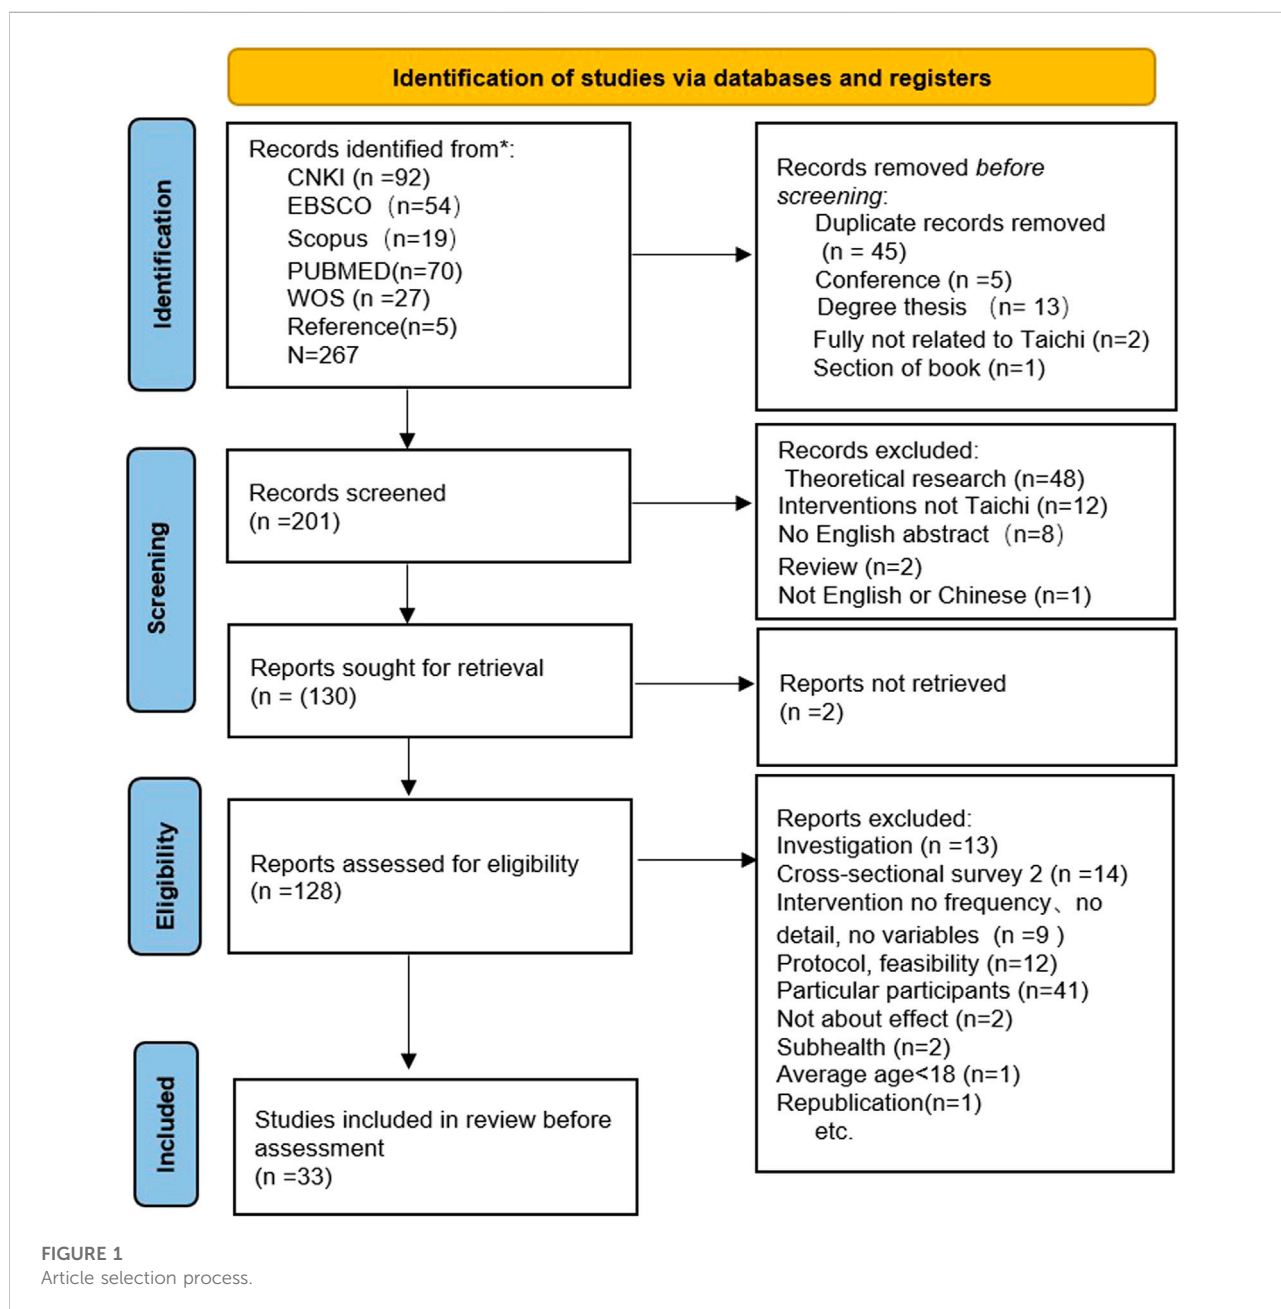 Identification of studies via databases and registers
Identification
Records identified from*:
CNKI (n =92)
EBSCO（n=54）
Scopus（n=19）
PUBMED(n=70)
WOS (n =27)
Reference(n=5)
N=267
Records removed before
screening:
Duplicate records removed
(n = 45)
Conference (n =5)
Degree thesis （n= 13）
Fully not related to Taichi (n=2)
Section of book (n=1)
Screening
Records screened
(n =201)
Records excluded:
Theoretical research (n=48)
Interventions not Taichi (n=12)
No English abstract（n=8）
Review (n=2)
Not English or Chinese (n=1)
Reports sought for retrieval
(n = (130)
Reports not retrieved
(n =2)
Eligibility
Reports assessed for eligibility
(n =128)
Reports excluded:
Investigation (n =13)
Cross-sectional survey 2 (n =14)
Intervention no frequency、no
detail, no variables (n =9 )
Protocol, feasibility (n=12)
Particular participants (n=41)
Not about effect (n=2)
Subhealth (n=2)
Average age<18 (n=1)
Republication(n=1)
etc.
Included
Studies included in review before
assessment
(n =33)
FIGURE 1
Article selection process.